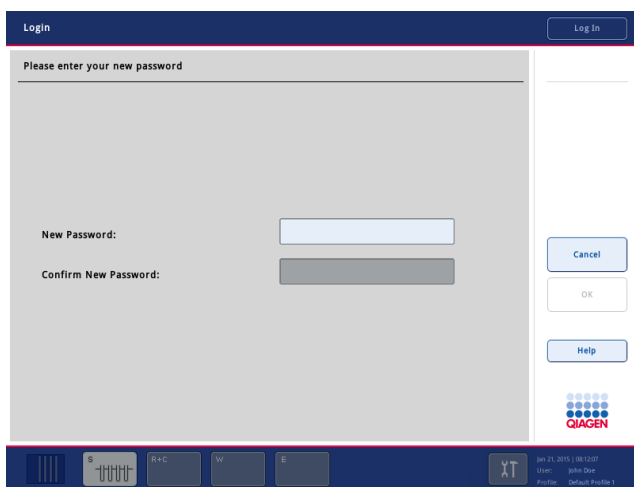 Login
Log In
Please enter your new password
New Password:
Confirm New Password:
Cancel
OK
Help
QIAGEN
S
R+C
W
E
Jan 21, 2015 | 08:12:07
User: John Doe
Profile: Default Profile 1